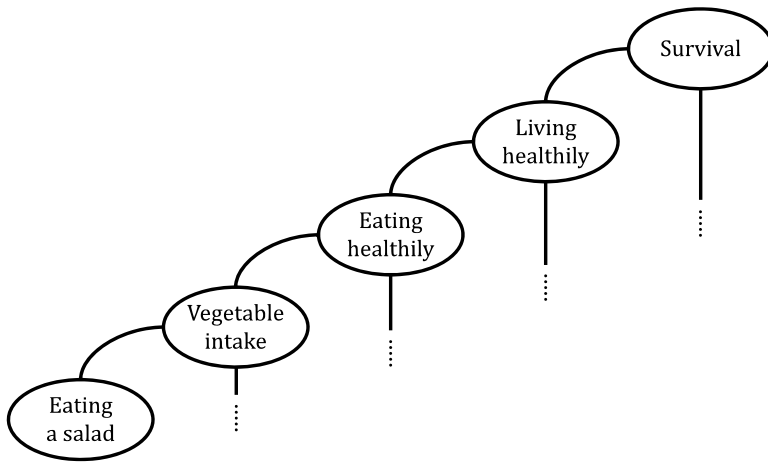 Survival
Living
healthily
Eating
healthily
Vegetable
intake
Eating
a salad